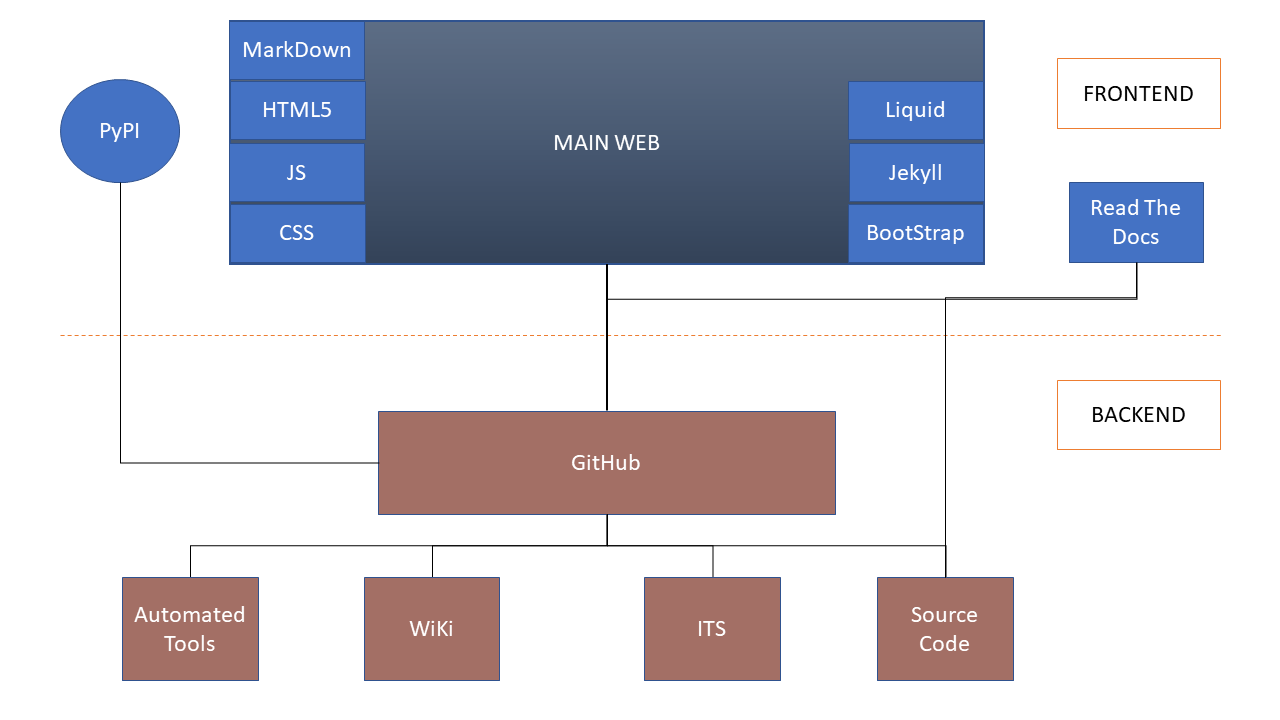 MarkDown
HTML5
JS
CSS
MAIN WEB
Liquid
Jekyll
BootStrap
PyPI
FRONTEND
Read The
Docs
BACKEND
GitHub
Automated
Tools
WiKi
ITS
Source
Code